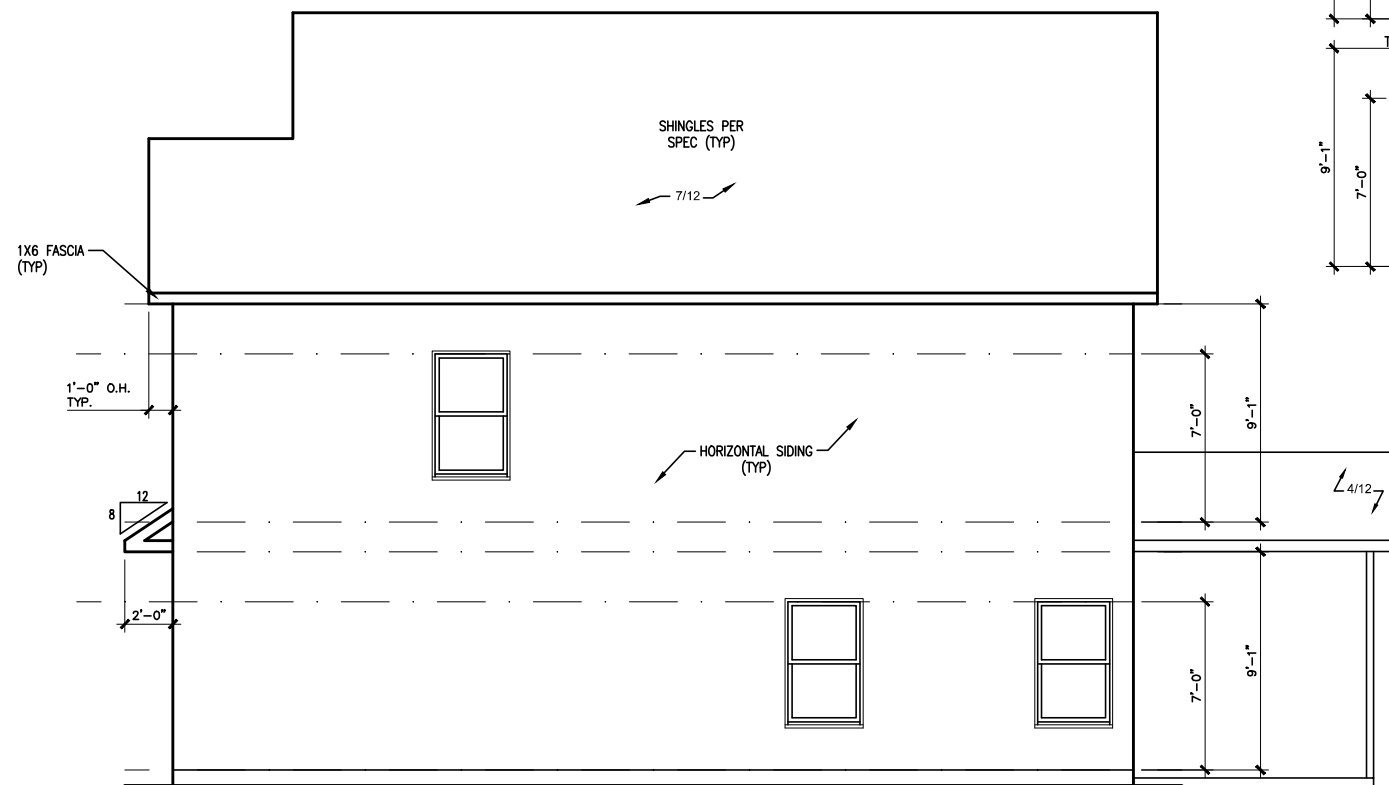 SHINGLES PER
SPEC (TYP)
7/12
1X6 FASCIA
(TYP)
1'-0" O.H.
TYP.
HORIZONTAL SIDING
(TYP)
12
8
2'-0"
7'-0"
9'-1"
7'-0"
9'-1"
4/12
9'-1"
7'-0"
T